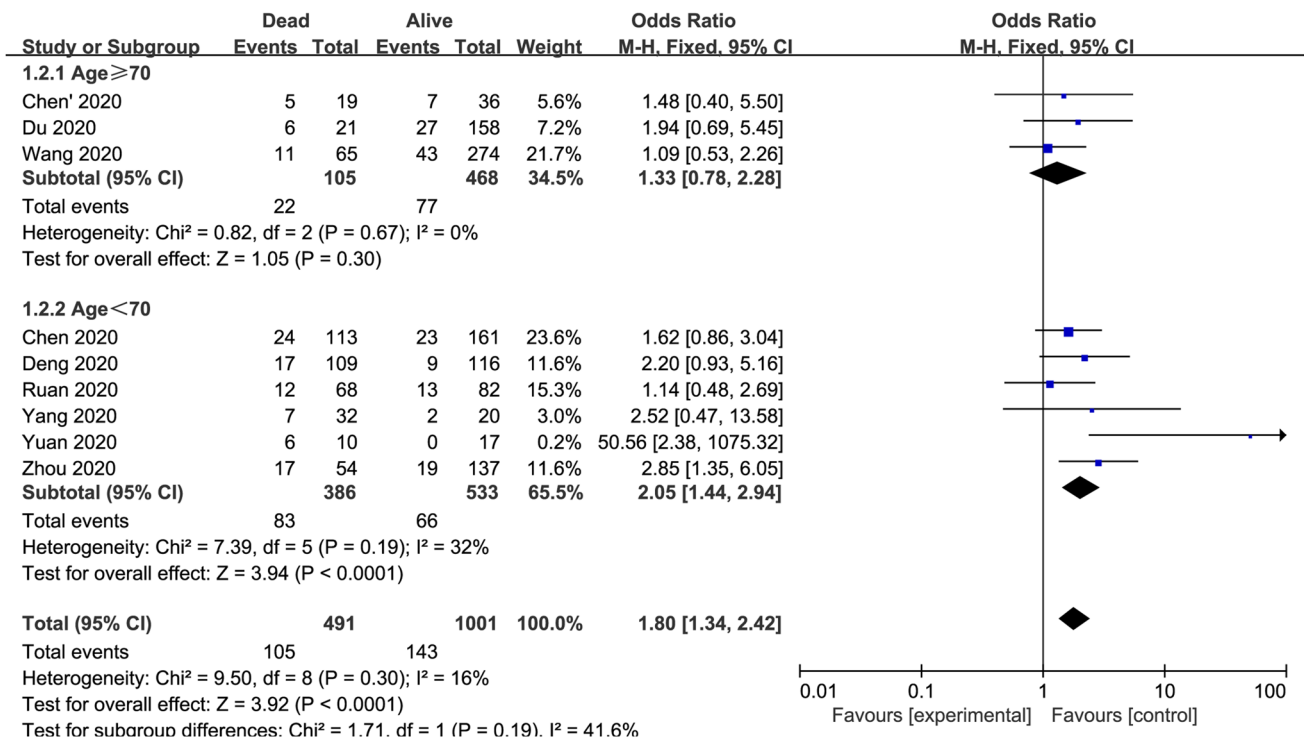 Dead Alive Odds Ratio Odds Ratio
Study or Subgroup Events Total Events Total Weight M-H, Fixed, 95% CI M-H, Fixed, 95% CI
1.2.1 Age⩾70
Chen' 2020 5 19 7 36 5.6% 1.48 [0.40, 5.50]
Du 2020 6 21 27 158 7.2% 1.94 [0.69, 5.45]
Wang 2020 11 65 43 274 21.7% 1.09 [0.53, 2.26]
Subtotal (95% CI) 105 468 34.5% 1.33 [0.78, 2.28]
Total events 22 77
Heterogeneity: Chi² = 0.82, df = 2 (P = 0.67); I² = 0%
Test for overall effect: Z = 1.05 (P = 0.30)
1.2.2 Age<70
Chen 2020 24 113 23 161 23.6% 1.62 [0.86, 3.04]
Deng 2020 17 109 9 116 11.6% 2.20 [0.93, 5.16]
Ruan 2020 12 68 13 82 15.3% 1.14 [0.48, 2.69]
Yang 2020 7 32 2 20 3.0% 2.52 [0.47, 13.58]
Yuan 2020 6 10 0 17 0.2% 50.56 [2.38, 1075.32]
Zhou 2020 17 54 19 137 11.6% 2.85 [1.35, 6.05]
Subtotal (95% CI) 386 533 65.5% 2.05 [1.44, 2.94]
Total events 83 66
Heterogeneity: Chi² = 7.39, df = 5 (P = 0.19); I² = 32%
Test for overall effect: Z = 3.94 (P < 0.0001)
Total (95% CI) 491 1001 100.0% 1.80 [1.34, 2.42]
Total events 105 143
Heterogeneity: Chi² = 9.50, df = 8 (P = 0.30); I² = 16%
Test for overall effect: Z = 3.92 (P < 0.0001)
Test for subgroup differences: Chi² = 1.71, df = 1 (P = 0.19), I² = 41.6%
0.01 0.1 1 10 100
Favours [experimental] Favours [control]